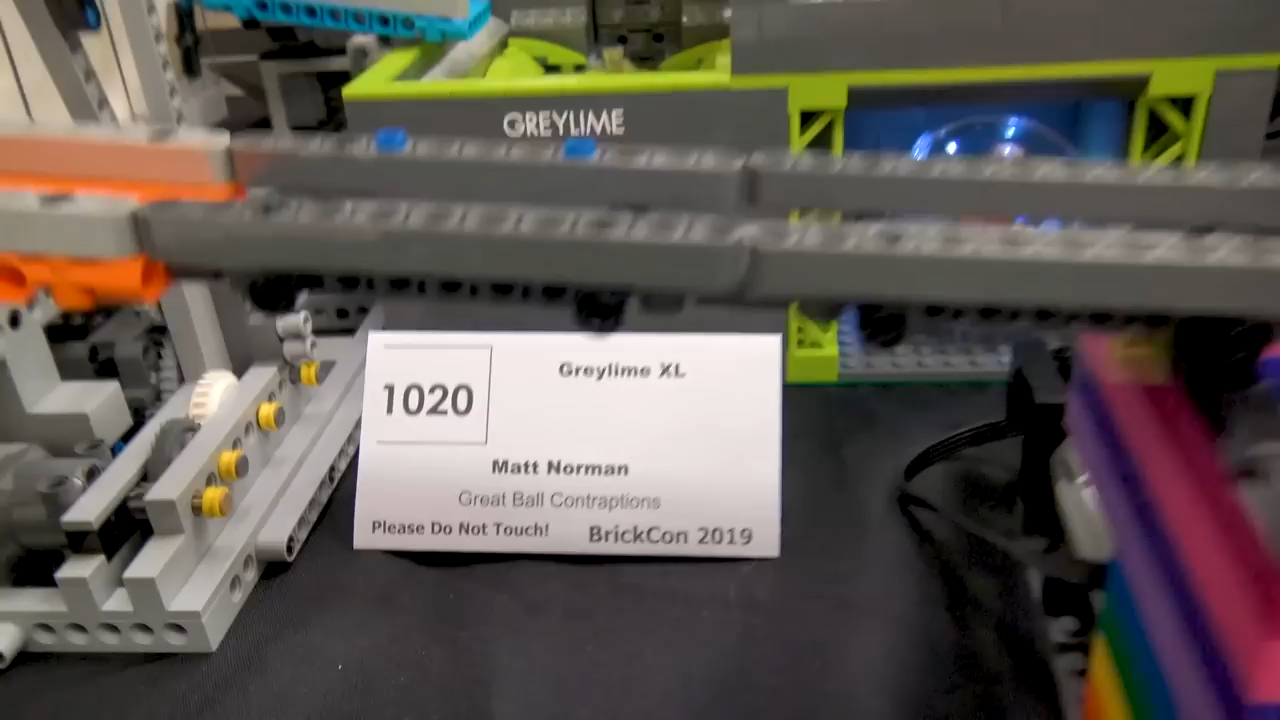 GREYLIME
1020
Greylime XL
Matt Norman
Great Ball Contraptions
Please Do Not Touch! BrickCon 2019